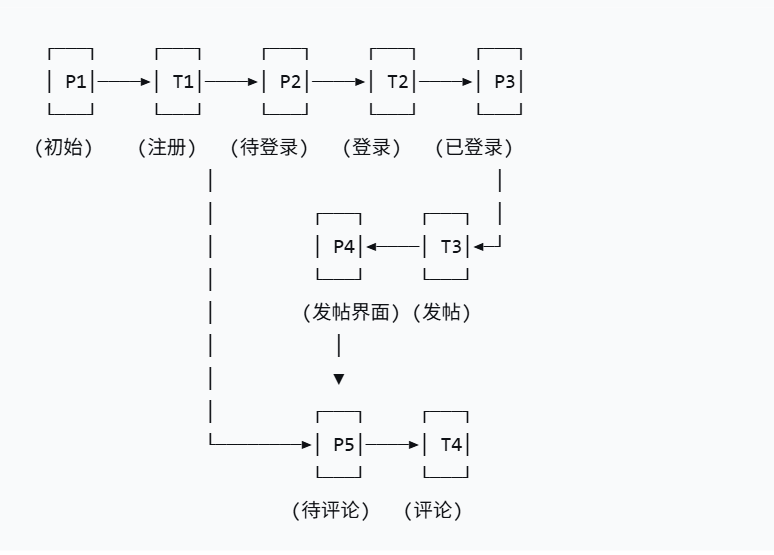 P1 T1 P2 T2 P3
(初始) (注册) (待登录) (登录) (已登录)
P4 T3
(发帖界面) (发帖)
P5 T4
(待评论) (评论)